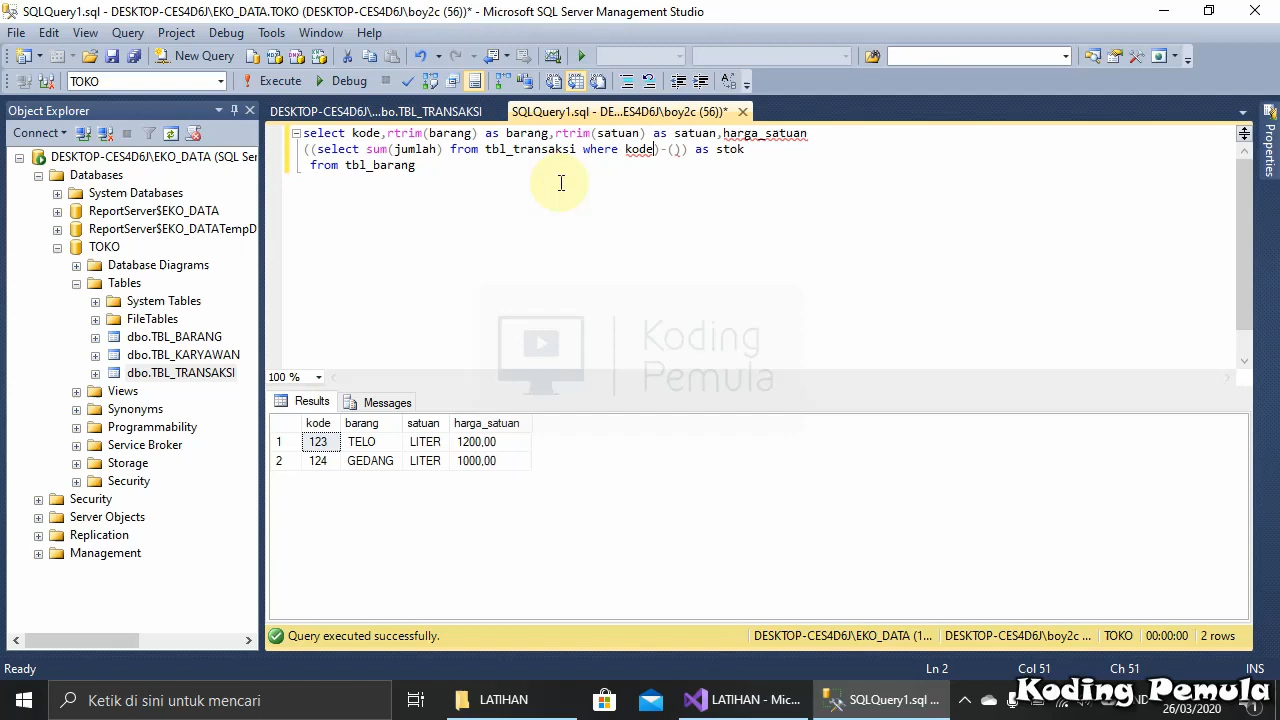 SQLQuery1.sql - DESKTOP-CES4D6J\EKO_DATA.TOKO (DESKTOP-CES4D6J\boy2c (56))* - Microsoft SQL Server Management Studio
File Edit View Query Project Debug Tools Window Help
New Query
TOKO
Execute
Debug
Object Explorer
DESKTOP-CES4D6J\...bo.TBL_TRANSAKSI
SQLQuery1.sql - DE...ES4D6J\boy2c (56))*
Connect
DESKTOP-CES4D6J\EKO_DATA (SQL Ser
Databases
System Databases
ReportServer$EKO_DATA
ReportServer$EKO_DATATempD
TOKO
Database Diagrams
Tables
System Tables
FileTables
dbo.TBL_BARANG
dbo.TBL_KARYAWAN
dbo.TBL_TRANSAKSI
Views
Synonyms
Programmability
Service Broker
Storage
Security
Security
Server Objects
Replication
Management
select kode,rtrim(barang) as barang,rtrim(satuan) as satuan,harga_satuan
((select sum(jumlah) from tbl_transaksi where kode)-()) as stok
from tbl_barang
Properties
Koding
Pemula
100 %
Results
Messages
kode barang satuan harga_satuan
1 123 TELO LITER 1200,00
2 124 GEDANG LITER 1000,00
Query executed successfully.
DESKTOP-CES4D6J\EKO_DATA (1...
DESKTOP-CES4D6J\boy2c ...
TOKO
00:00:00
2 rows
Ready
Ln 2
Col 51
Ch 51
INS
Ketik di sini untuk mencari
LATIHAN
LATIHAN - Mic...
SQLQuery1.sql ...
Koding Pemula
26/03/2020